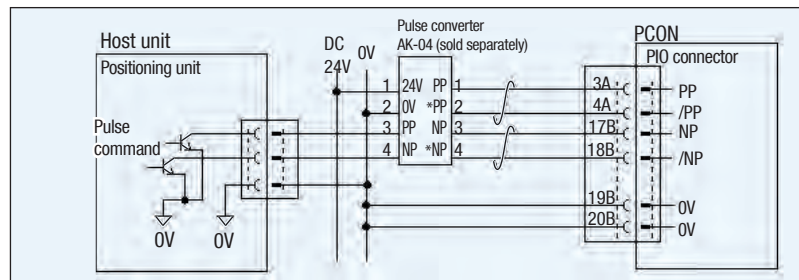 Host unit
Positioning unit
Pulse
command
0V
0V
DC
24V
0V
Pulse converter
AK-04 (sold separately)
1 24V PP 1
2 0V *PP 2
3 PP NP 3
4 NP *NP 4
PCON
PIO connector
3A PP
4A /PP
17B NP
18B /NP
19B 0V
20B 0V